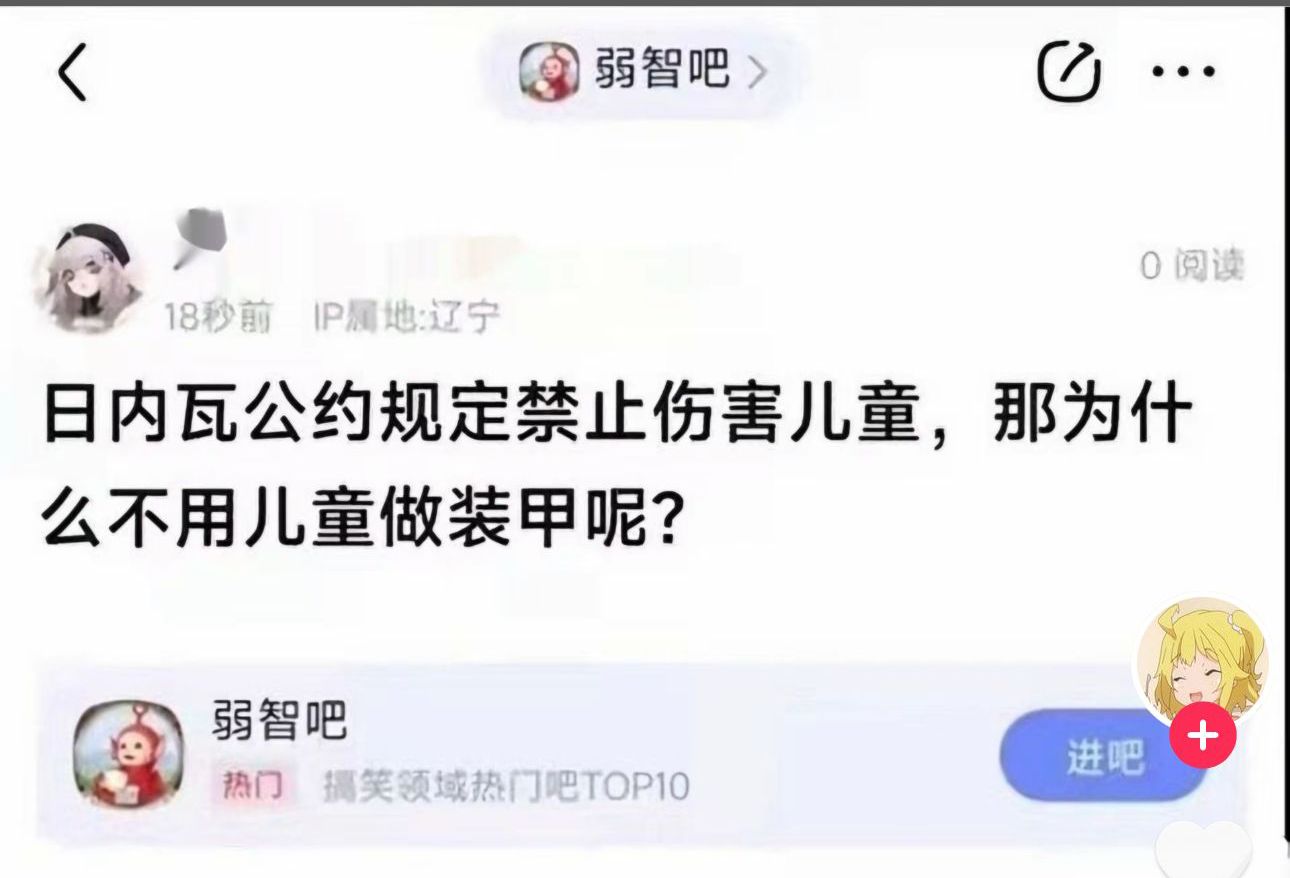 弱智吧
0 阅读
18秒前 IP属地:辽宁
日内瓦公约规定禁止伤害儿童，那为什
么不用儿童做装甲呢?
弱智吧
热门 搞笑领域热门吧TOP10
进吧